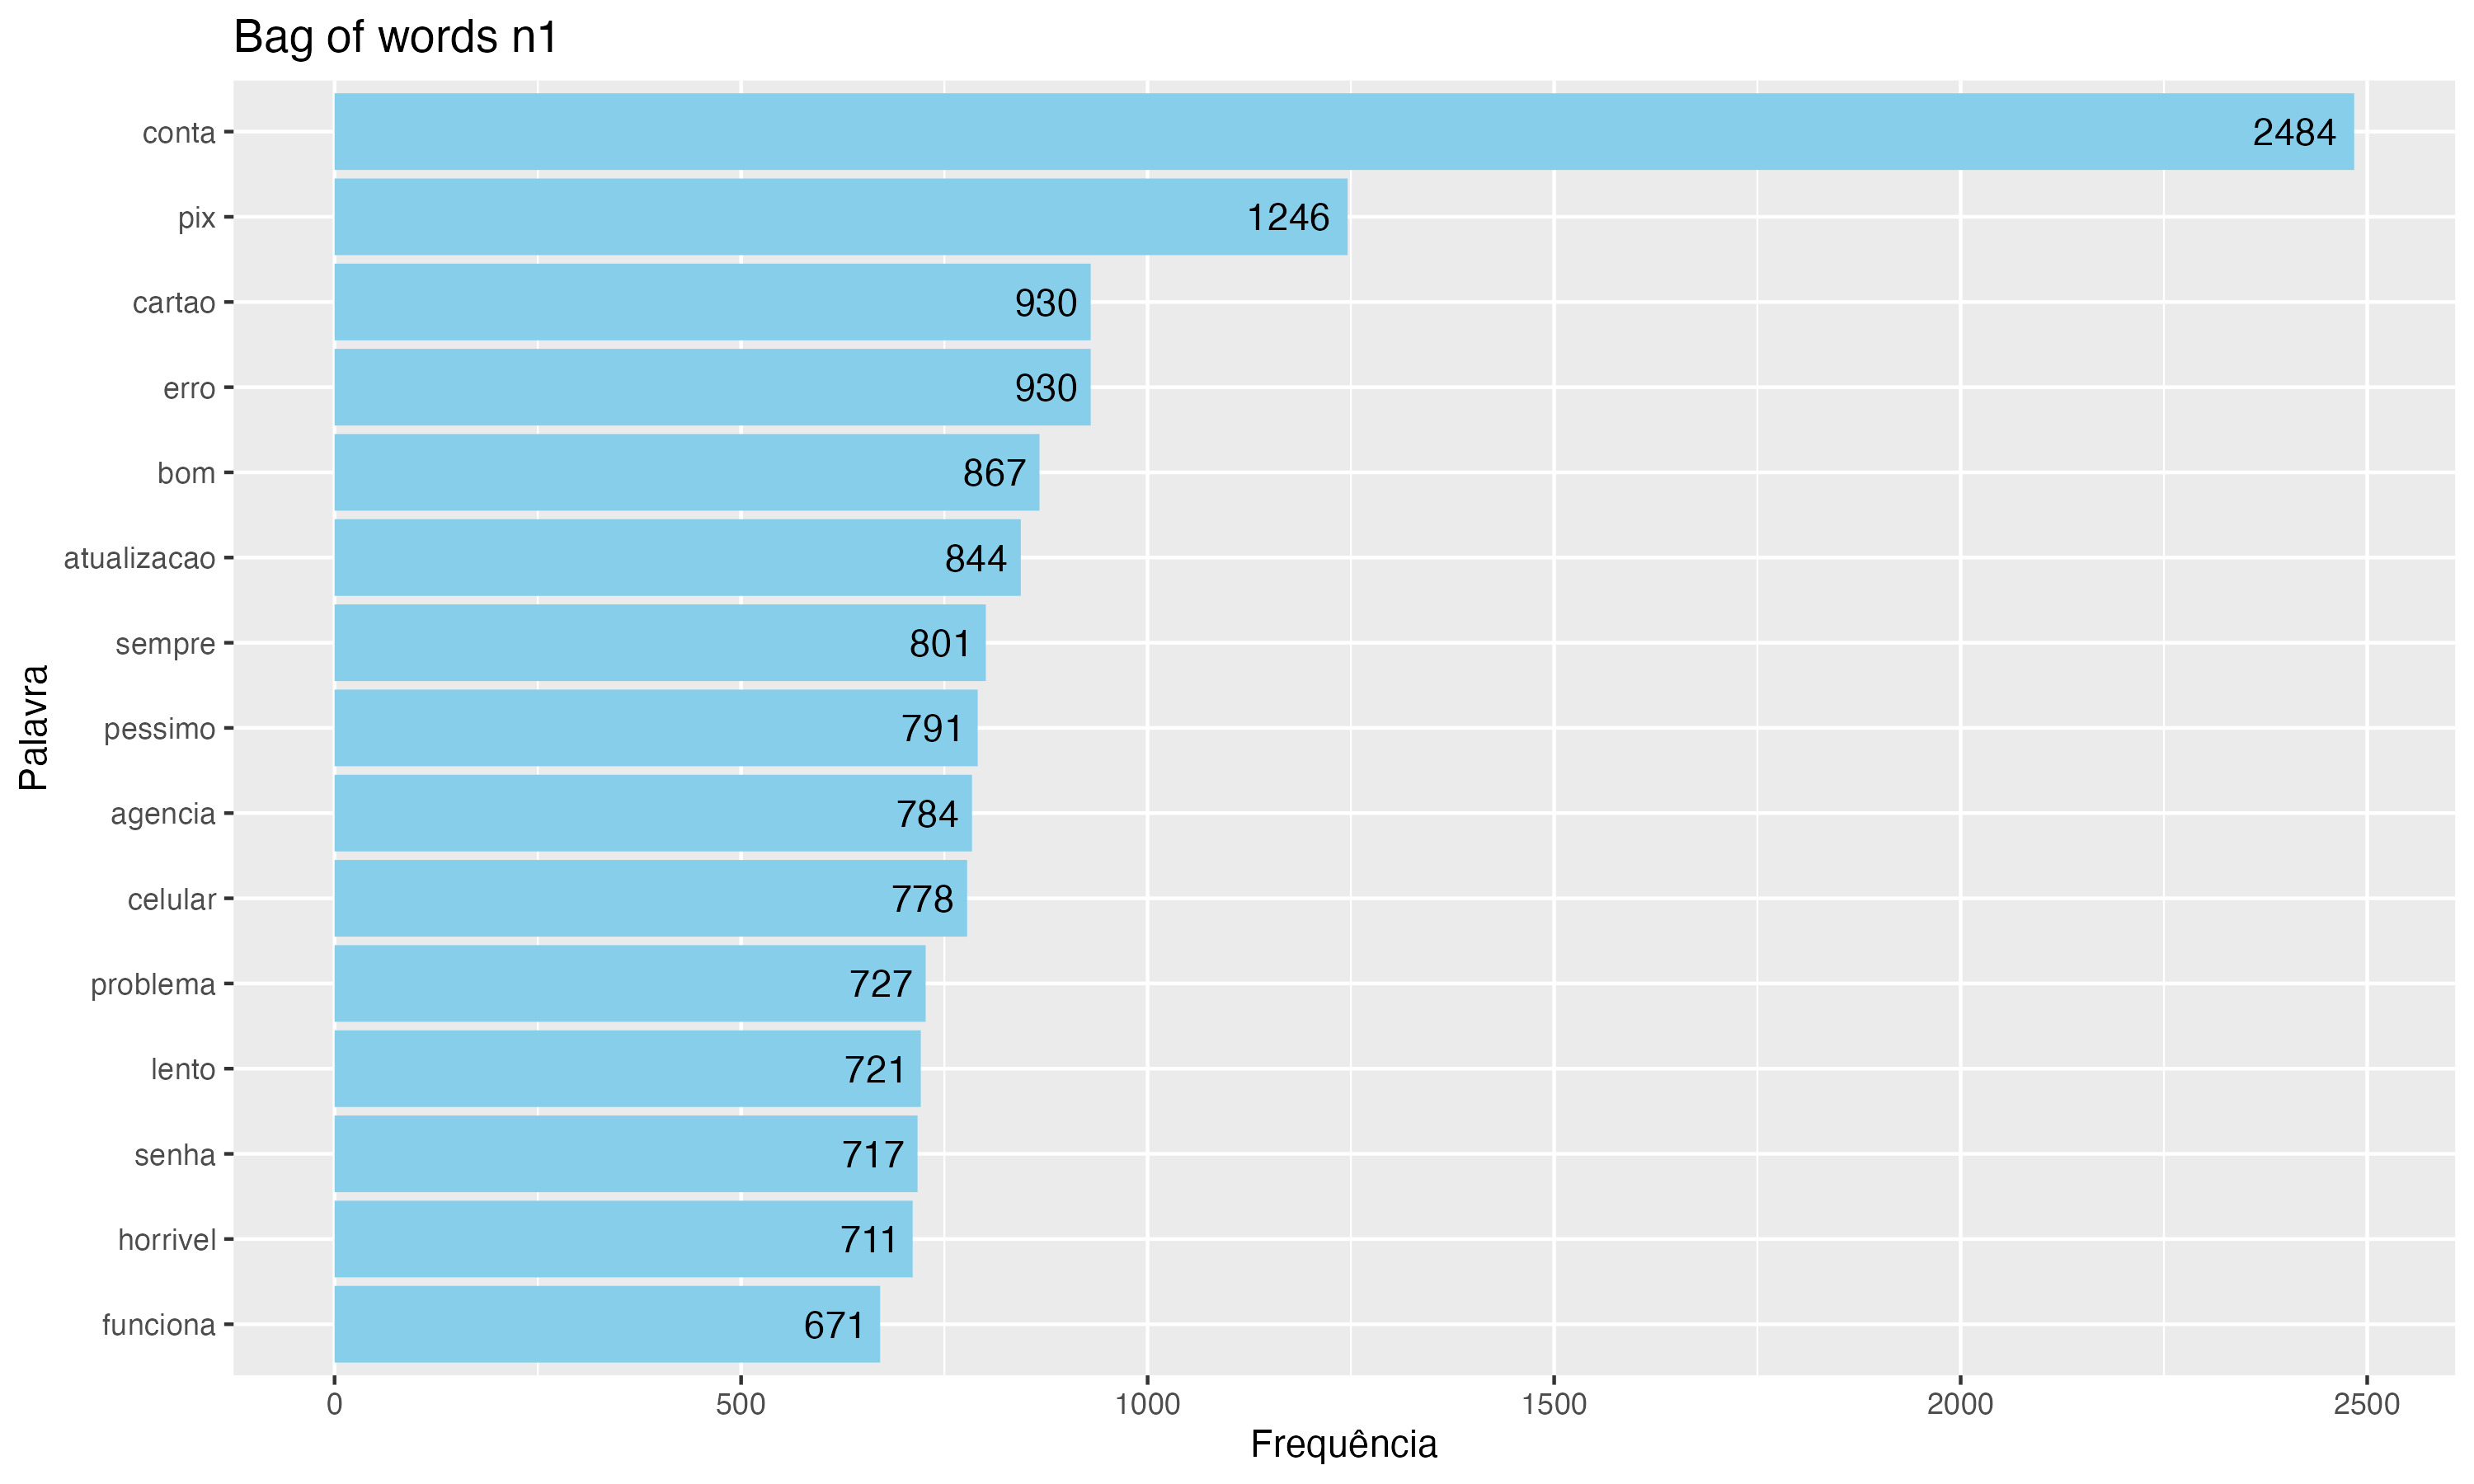 Bag of words n1
Palavra
conta 2484
pix 1246
cartao 930
erro 930
bom 867
atualizacao 844
sempre 801
pessimo 791
agencia 784
celular 778
problema 727
lento 721
senha 717
horrivel 711
funciona 671
0 500 1000 1500 2000 2500
Frequência